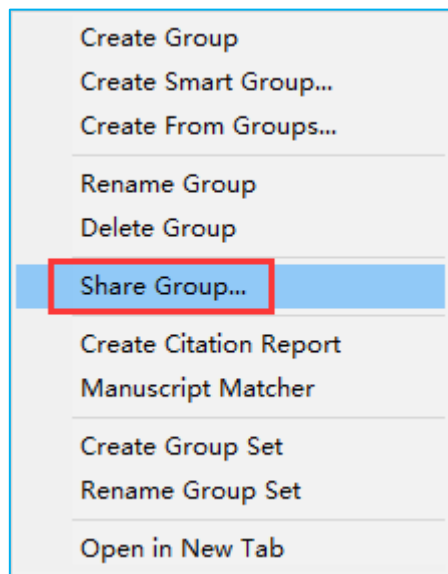 Create Group
Create Smart Group...
Create From Groups...
Rename Group
Delete Group
Share Group...
Create Citation Report
Manuscript Matcher
Create Group Set
Rename Group Set
Open in New Tab